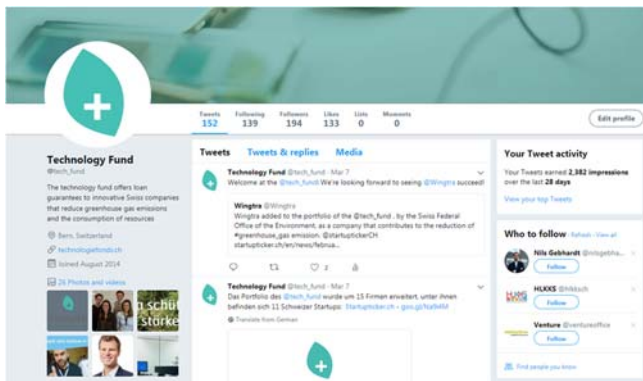 Tweets Following Followers Likes Lists Moments
152 139 194 133 0 0
Edit profile
Technology Fund
@tech_fund
The technology fund offers loan
guarantees to innovative Swiss companies
that reduce greenhouse gas emissions
and the consumption of resources
Bern, Switzerland
technologiefonds.ch
Joined August 2014
26 Photos and videos
Tweets Tweets & replies Media
Technology Fund @tech_fund · Mar 7
Welcome at the @tech_fund! We're looking forward to seeing @Wingtra succeed!
Wingtra @Wingtra
Wingtra added to the portfolio of the @tech_fund , by the Swiss Federal
Office of the Environment, as a company that contributes to the reduction of
#greenhouse_gas emission. @startuptickerCH
startupticker.ch/en/news/februa...
2
Technology Fund @tech_fund · Mar 7
Das Portfolio des @tech_fund wurde um 15 Firmen erweitert, unter ihnen
befinden sich 11 Schweizer Startups: Startupticker -
Translate from German
Your Tweet activity
Your Tweets earned 2,382 impressions
over the last 28 days
View your top Tweets
Who to follow · Refresh · View all
Nils Gebhardt @nilsgebha...
Follow
HLKKS @hlkksch
Follow
Venture @ventureoffice
Follow
Find people you know